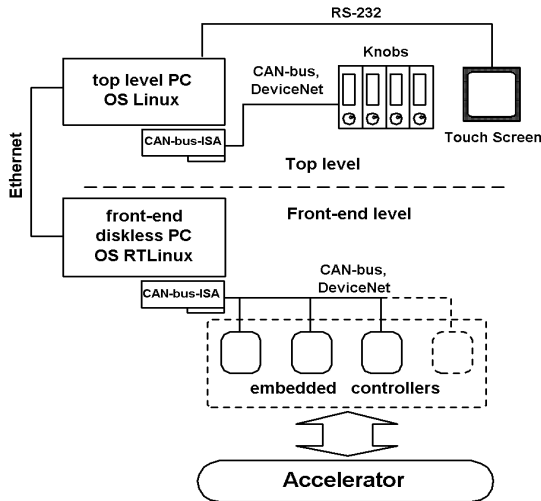 RS-232
Knobs
top level PC
OS Linux
CAN-bus,
DeviceNet
CAN-bus-ISA
Touch Screen
Ethernet
Top level
Front-end level
front-end
diskless PC
OS RTLinux
CAN-bus-ISA
CAN-bus,
DeviceNet
embedded controllers
Accelerator